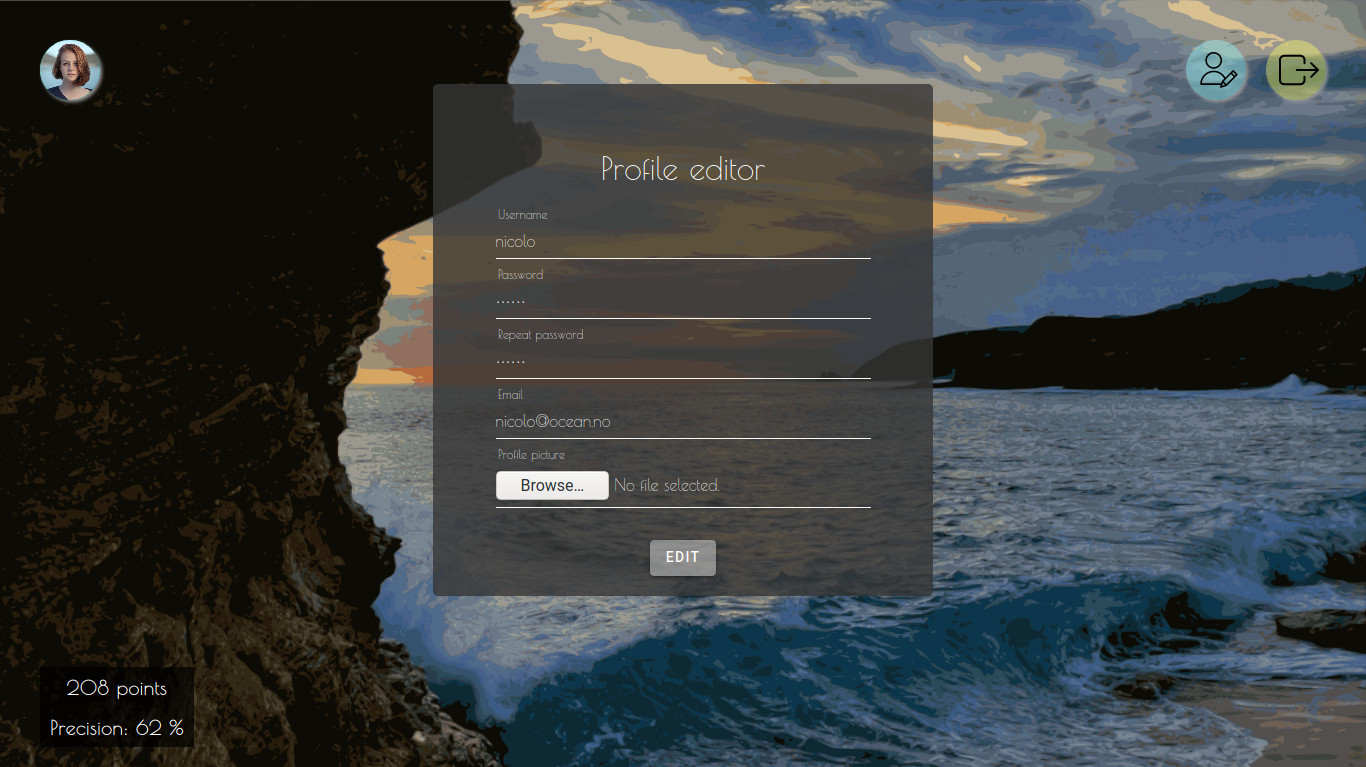 Profile editor
Username
nicolo
Password
••••••
Repeat password
••••••
Email
nicolo@ocean.no
Profile picture
Browse… No file selected.
EDIT
208 points
Precision: 62 %